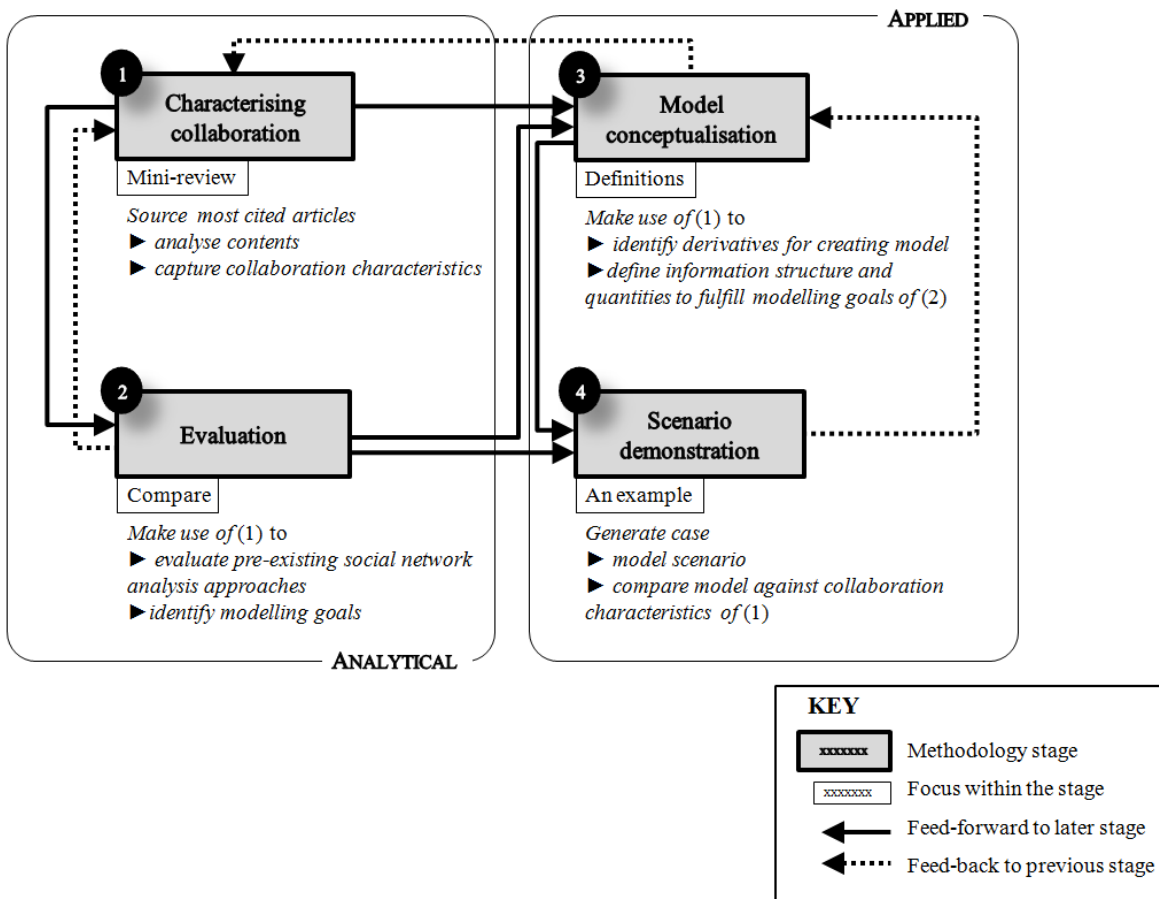 APPLIED
1
Characterising
collaboration
Mini-review
Source most cited articles
► analyse contents
► capture collaboration characteristics
2
Evaluation
Compare
Make use of (1) to
► evaluate pre-existing social network
analysis approaches
►identify modelling goals
ANALYTICAL
3
Model
conceptualisation
Definitions
Make use of (1) to
► identify derivatives for creating model
►define information structure and
quantities to fulfill modelling goals of (2)
4
Scenario
demonstration
An example
Generate case
► model scenario
► compare model against collaboration
characteristics of (1)
KEY
xxxxxxx Methodology stage
xxxxxxx Focus within the stage
Feed-forward to later stage
Feed-back to previous stage